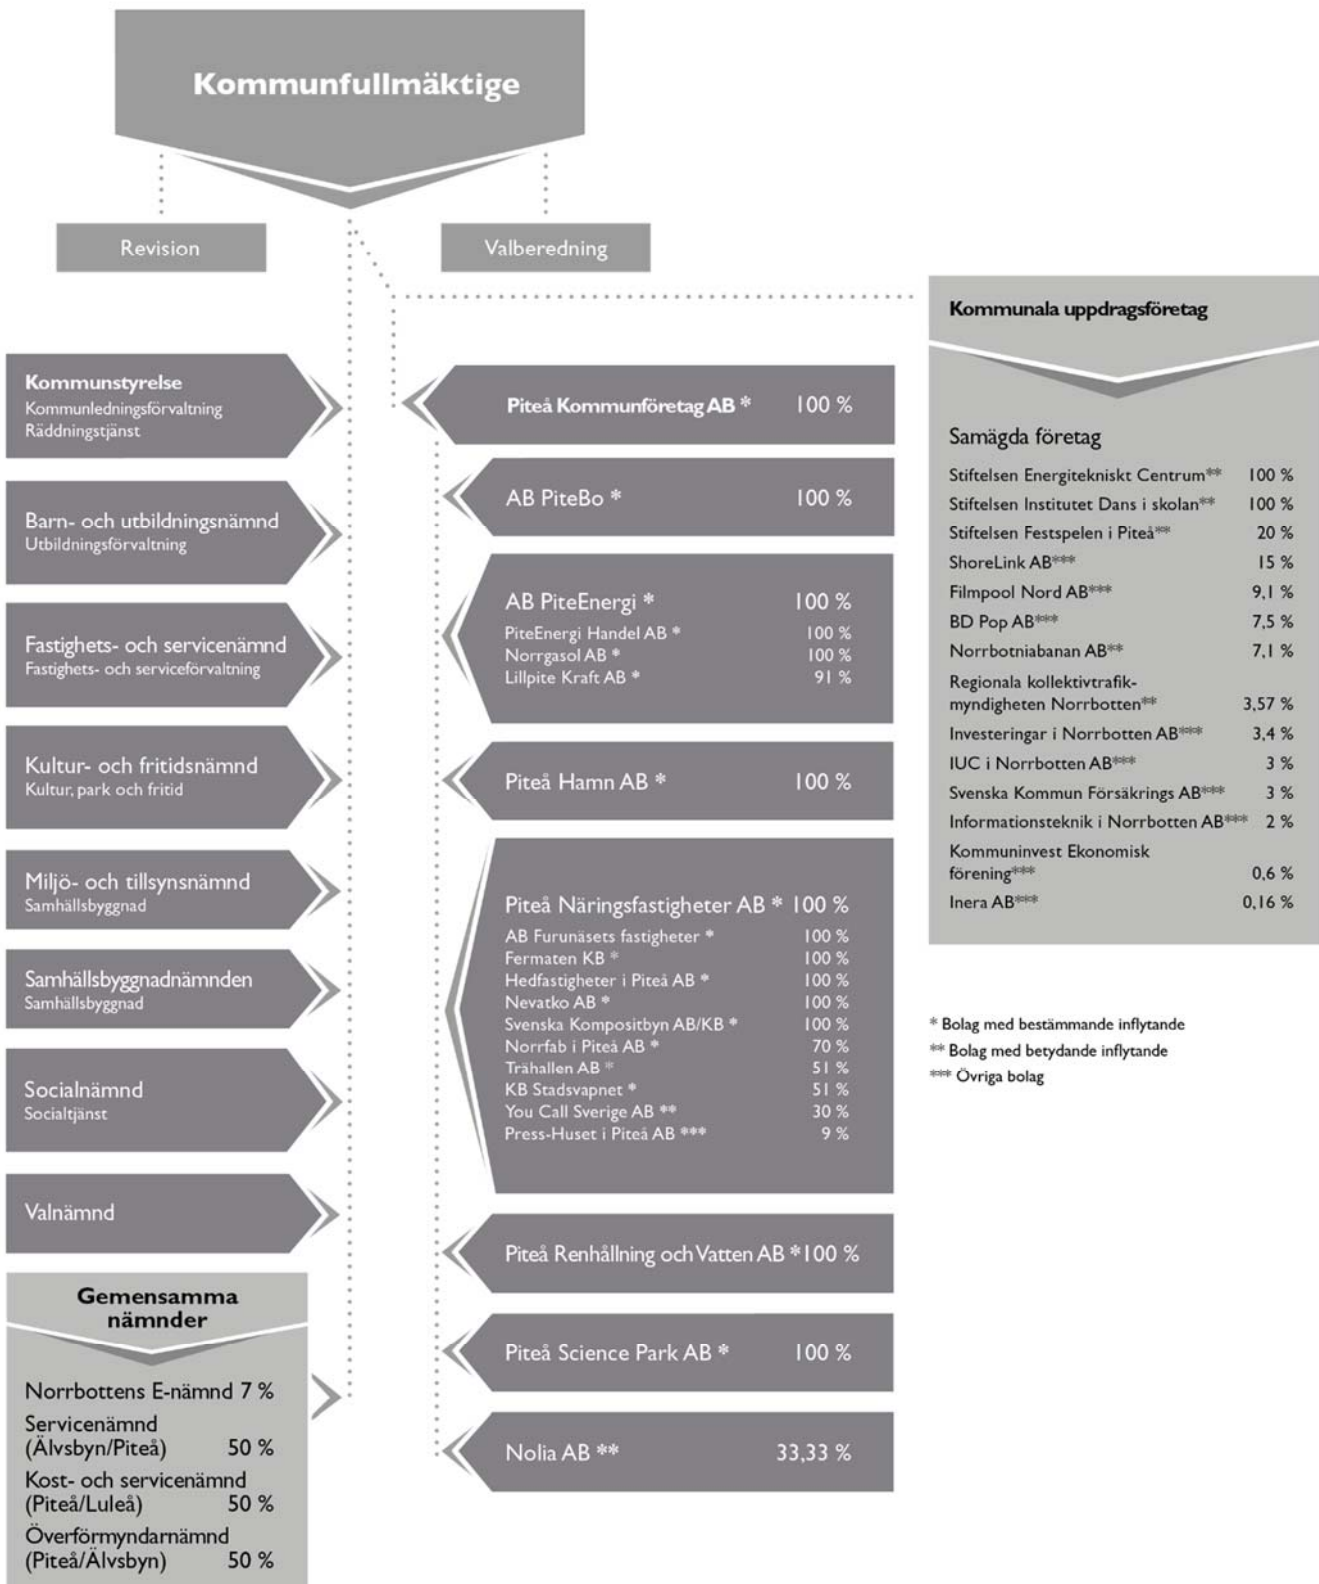 Kommunfullmäktige
Revision
Valberedning
Kommunstyrelse
Kommunledningsförvaltning
Räddningstjänst
Barn- och utbildningsnämnd
Utbildningsförvaltning
Fastighets- och servicenämnd
Fastighets- och serviceförvaltning
Kultur- och fritidsnämnd
Kultur, park och fritid
Miljö- och tillsynsnämnd
Samhällsbyggnad
Samhällsbyggnadnämnden
Samhällsbyggnad
Socialnämnd
Socialtjänst
Valnämnd
Gemensamma
nämnder
Norrbottens E-nämnd 7 %
Servicenämnd
(Älvsbyn/Piteå) 50 %
Kost- och servicenämnd
(Piteå/Luleå) 50 %
Överförmyndarnämnd
(Piteå/Älvsbyn) 50 %
Piteå Kommunföretag AB * 100 %
AB PiteBo * 100 %
AB PiteEnergi * 100 %
PiteEnergi Handel AB * 100 %
Norrgasol AB * 100 %
Lillpite Kraft AB * 91 %
Piteå Hamn AB * 100 %
Piteå Näringsfastigheter AB * 100 %
AB Furunäsets fastigheter * 100 %
Fermaten KB * 100 %
Hedfastigheter i Piteå AB * 100 %
Nevatko AB * 100 %
Svenska Kompositbyn AB/KB * 100 %
Norrfab i Piteå AB * 70 %
Trähallen AB * 51 %
KB Stadsvapnet * 51 %
You Call Sverige AB ** 30 %
Press-Huset i Piteå AB *** 9 %
Piteå Renhållning och Vatten AB *100 %
Piteå Science Park AB * 100 %
Nolia AB ** 33,33 %
Kommunala uppdragsföretag
Samägda företag
Stiftelsen Energitekniskt Centrum** 100 %
Stiftelsen Institutet Dans i skolan** 100 %
Stiftelsen Festspelen i Piteå** 20 %
ShoreLink AB*** 15 %
Filmpool Nord AB*** 9,1 %
BD Pop AB*** 7,5 %
Norrbotniabanan AB** 7,1 %
Regionala kollektivtrafik-
myndigheten Norrbotten** 3,57 %
Investeringar i Norrbotten AB*** 3,4 %
IUC i Norrbotten AB*** 3 %
Svenska Kommun Försäkrings AB*** 3 %
Informationsteknik i Norrbotten AB*** 2 %
Kommuninvest Ekonomisk
förening*** 0,6 %
Inera AB*** 0,16 %
* Bolag med bestämmande inflytande
** Bolag med betydande inflytande
*** Övriga bolag